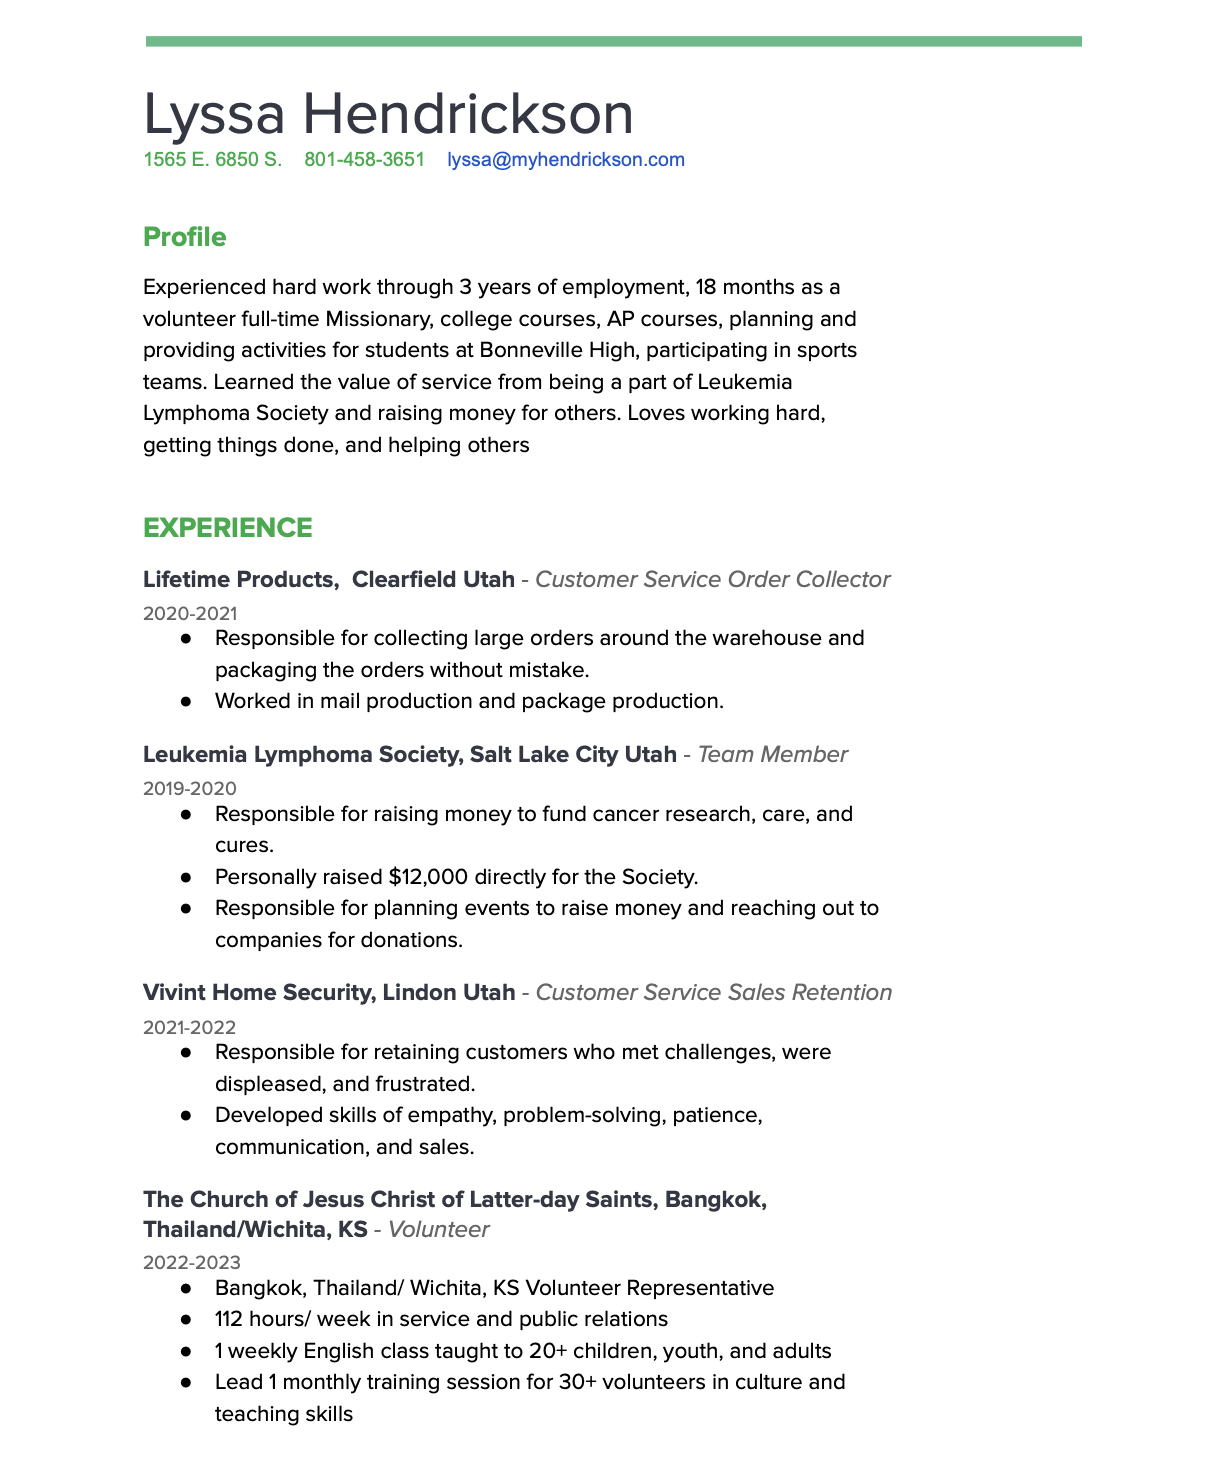 Lyssa Hendrickson
1565 E. 6850 S. 801-458-3651 lyssa@myhendrickson.com
Profile
Experienced hard work through 3 years of employment, 18 months as a
volunteer full-time Missionary, college courses, AP courses, planning and
providing activities for students at Bonneville High, participating in sports
teams. Learned the value of service from being a part of Leukemia
Lymphoma Society and raising money for others. Loves working hard,
getting things done, and helping others
EXPERIENCE
Lifetime Products,  Clearfield Utah - Customer Service Order Collector
2020-2021
● Responsible for collecting large orders around the warehouse and
packaging the orders without mistake.
● Worked in mail production and package production.
Leukemia Lymphoma Society, Salt Lake City Utah - Team Member
2019-2020
● Responsible for raising money to fund cancer research, care, and
cures.
● Personally raised $12,000 directly for the Society.
● Responsible for planning events to raise money and reaching out to
companies for donations.
Vivint Home Security, Lindon Utah - Customer Service Sales Retention
2021-2022
● Responsible for retaining customers who met challenges, were
displeased, and frustrated.
● Developed skills of empathy, problem-solving, patience,
communication, and sales.
The Church of Jesus Christ of Latter-day Saints, Bangkok,
Thailand/Wichita, KS - Volunteer
2022-2023
● Bangkok, Thailand/ Wichita, KS Volunteer Representative
● 112 hours/ week in service and public relations
● 1 weekly English class taught to 20+ children, youth, and adults
● Lead 1 monthly training session for 30+ volunteers in culture and
teaching skills